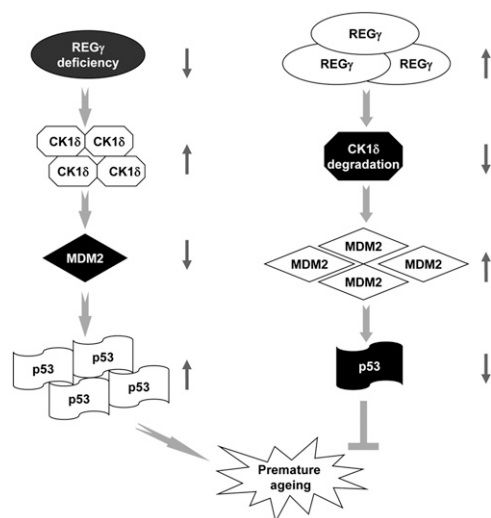 REGγ
deficiency
CK1δ
CK1δ
CK1δ
CK1δ
MDM2
p53
p53
p53
p53
REGγ
REGγ
REGγ
CK1δ
degradation
MDM2
MDM2
MDM2
MDM2
p53
Premature
ageing